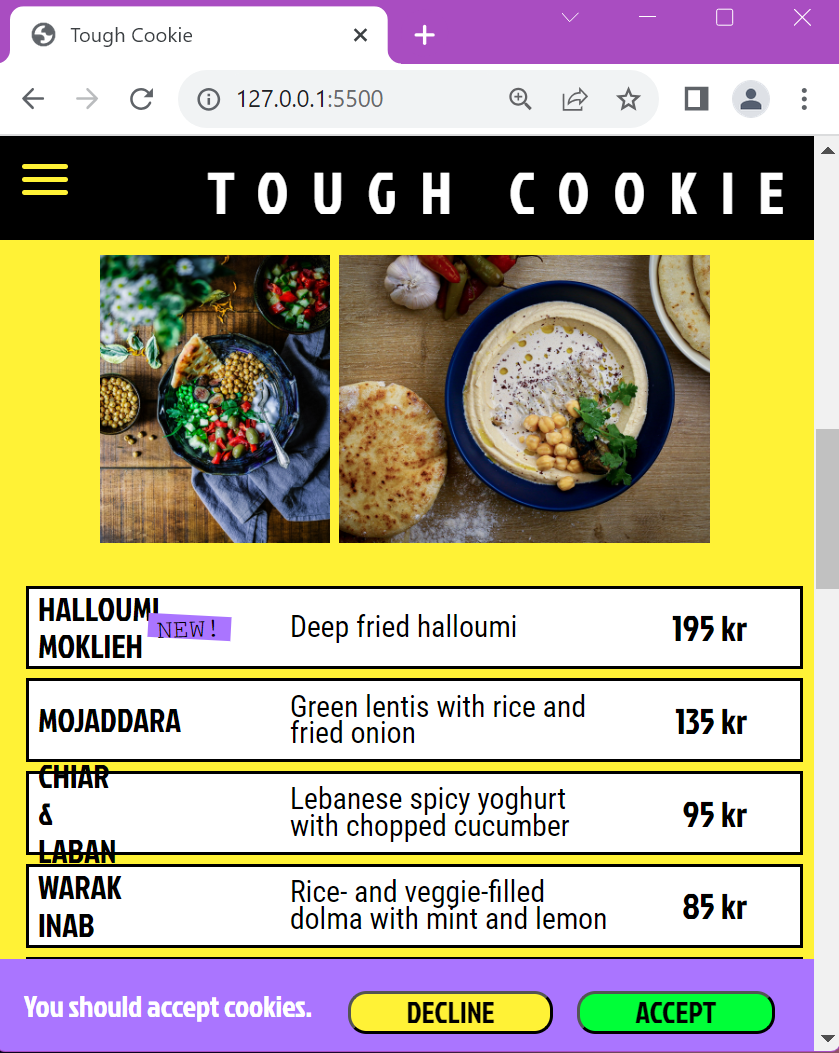 Tough Cookie
127.0.0.1:5500
TOUGH COOKIE
HALLOUMI
MOKLIEH
NEW!
Deep fried halloumi
195 kr
MOJADDARA
Green lentis with rice and
fried onion
135 kr
CHIAR
&
LABAN
Lebanese spicy yoghurt
with chopped cucumber
95 kr
WARAK
INAB
Rice- and veggie-filled
dolma with mint and lemon
85 kr
You should accept cookies.
DECLINE
ACCEPT